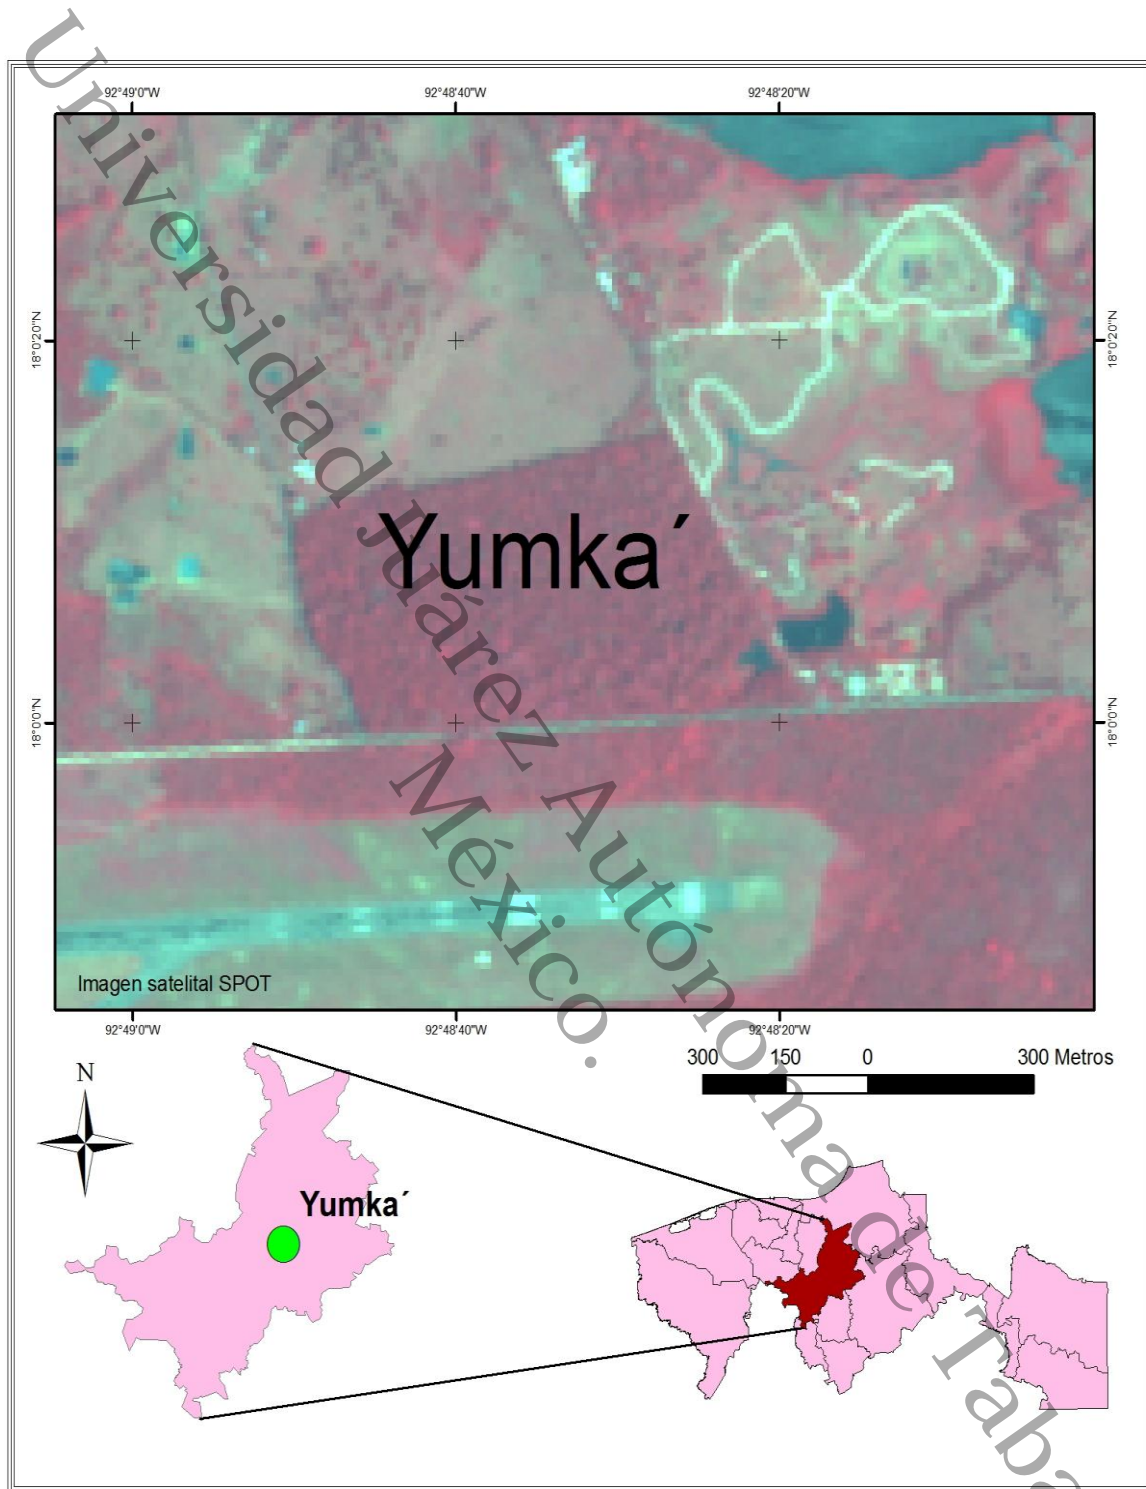 92°49'0"W 92°48'40"W 92°48'20"W
18°0'20"N 18°0'20"N
Yumka´
18°0'0"N 18°0'0"N
Imagen satelital SPOT
92°49'0"W 92°48'40"W 92°48'20"W
300 150 0 300 Metros
N
Yumka´
Universidad Juárez Autónoma de Taba
México.